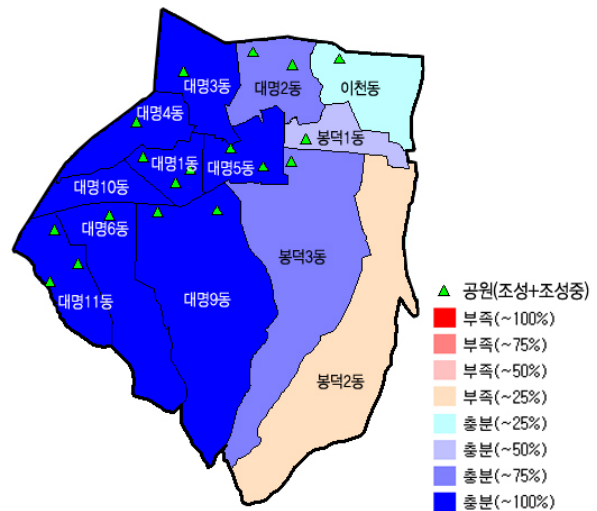 대명3동
대명2동
이천동
대명4동
봉덕1동
대명1동
대명5동
대명10동
대명6동
봉덕3동
대명11동
대명9동
봉덕2동
공원(조성+조성중)
부족(~100%)
부족(~75%)
부족(~50%)
부족(~25%)
충분(~25%)
충분(~50%)
충분(~75%)
충분(~100%)